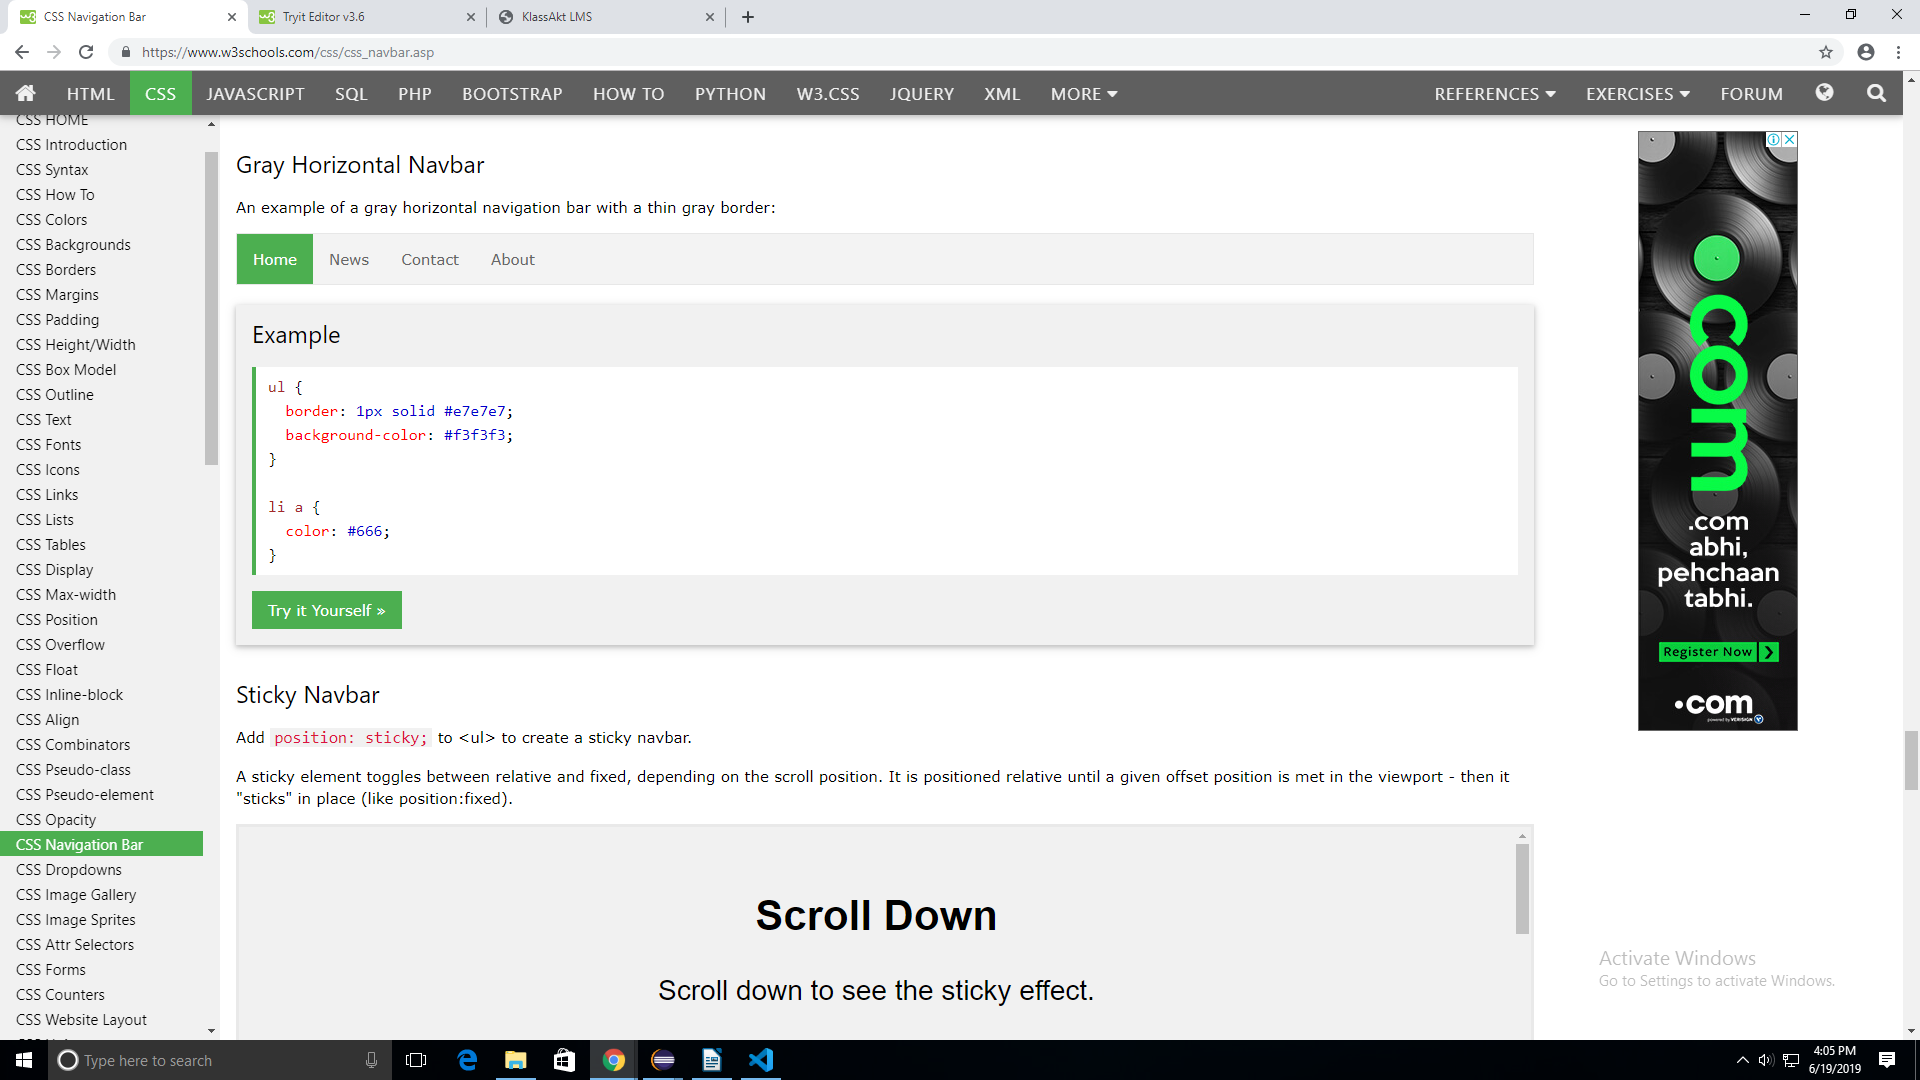 CSS Navigation Bar
Tryit Editor v3.6
KlassAkt LMS
https://www.w3schools.com/css/css_navbar.asp
HTML
CSS
JAVASCRIPT
SQL
PHP
BOOTSTRAP
HOW TO
PYTHON
W3.CSS
JQUERY
XML
MORE
REFERENCES
EXERCISES
FORUM
CSS HOME
CSS Introduction
CSS Syntax
CSS How To
CSS Colors
CSS Backgrounds
CSS Borders
CSS Margins
CSS Padding
CSS Height/Width
CSS Box Model
CSS Outline
CSS Text
CSS Fonts
CSS Icons
CSS Links
CSS Lists
CSS Tables
CSS Display
CSS Max-width
CSS Position
CSS Overflow
CSS Float
CSS Inline-block
CSS Align
CSS Combinators
CSS Pseudo-class
CSS Pseudo-element
CSS Opacity
CSS Navigation Bar
CSS Dropdowns
CSS Image Gallery
CSS Image Sprites
CSS Attr Selectors
CSS Forms
CSS Counters
CSS Website Layout
Gray Horizontal Navbar
An example of a gray horizontal navigation bar with a thin gray border:
Home News Contact About
Example
ul {
  border: 1px solid #e7e7e7;
  background-color: #f3f3f3;
}
li a {
  color: #666;
}
Try it Yourself »
Sticky Navbar
Add position: sticky; to <ul> to create a sticky navbar.
A sticky element toggles between relative and fixed, depending on the scroll position. It is positioned relative until a given offset position is met in the viewport - then it
"sticks" in place (like position:fixed).
Scroll Down
Scroll down to see the sticky effect.
.com
.com
abhi,
pehchaan
tabhi.
Register Now
.com
powered by VERISIGN
Activate Windows
Go to Settings to activate Windows.
Type here to search
4:05 PM
6/19/2019